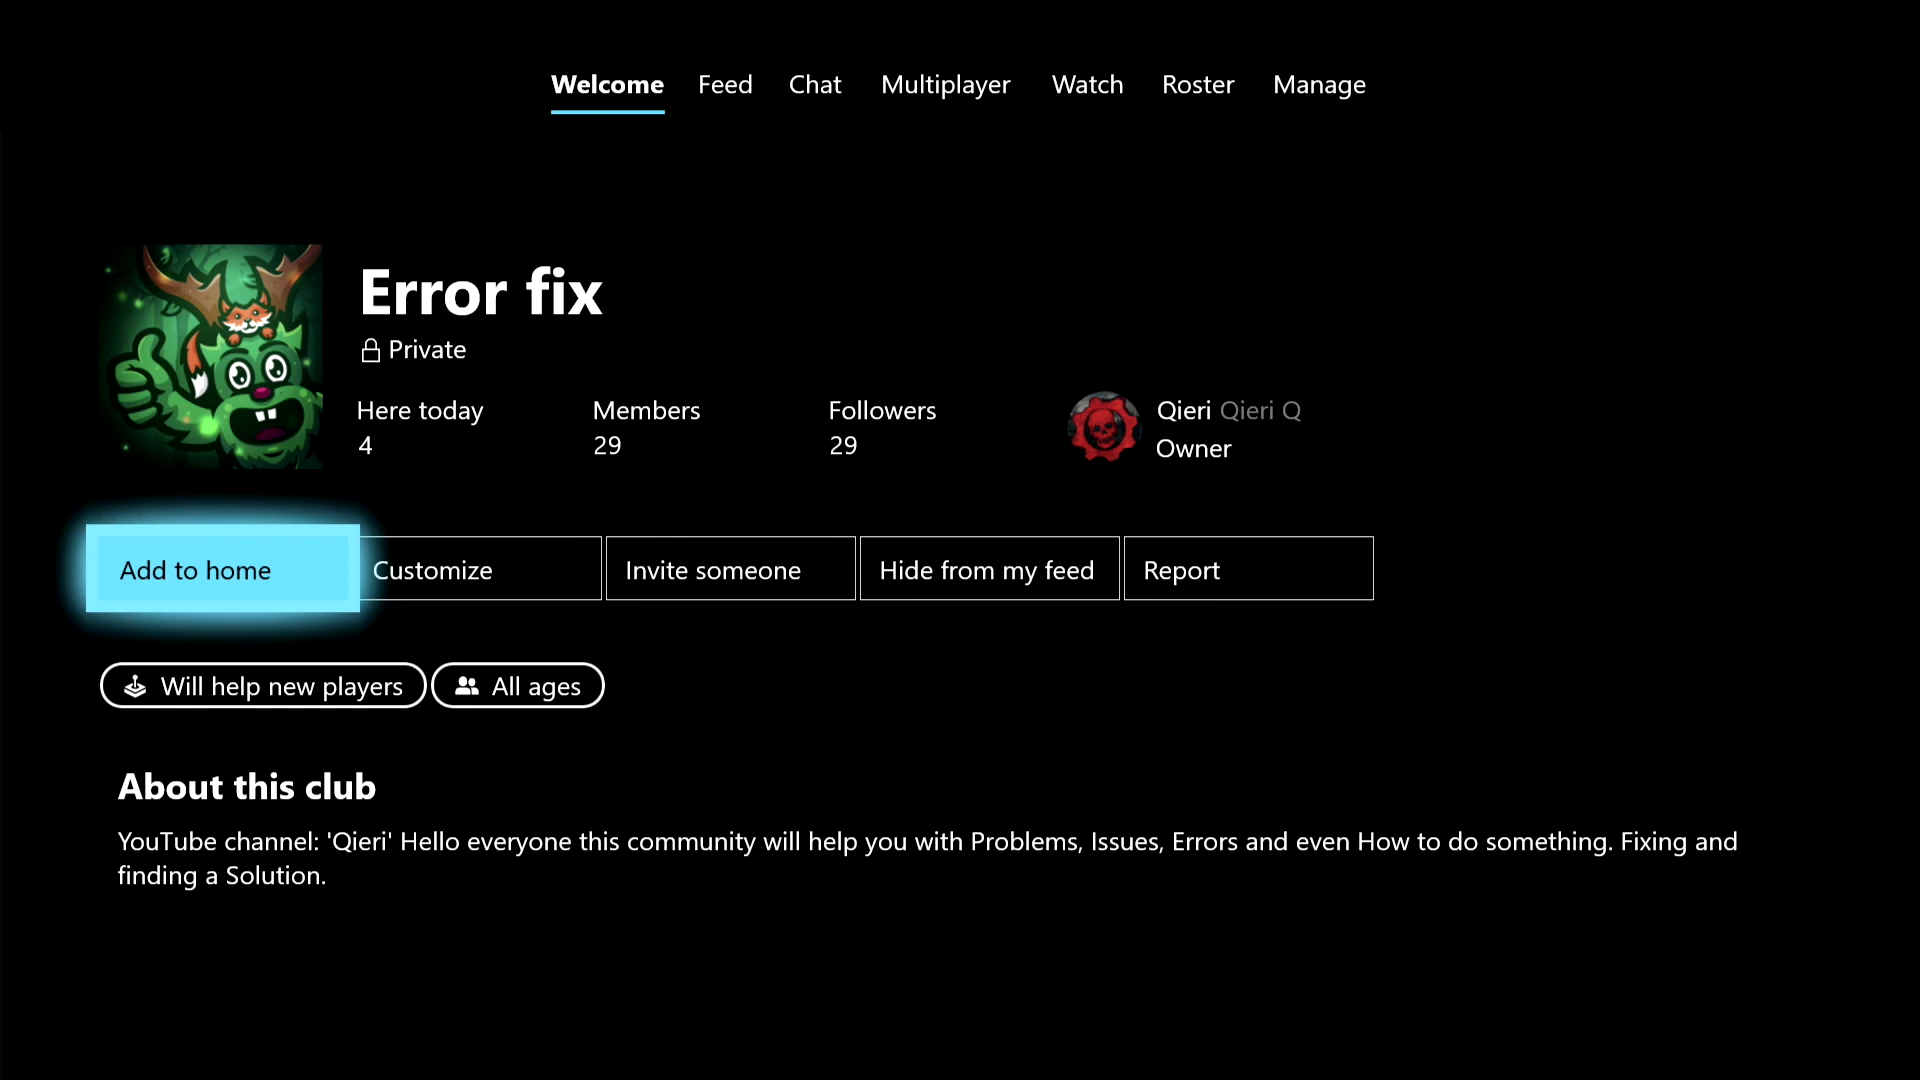 Welcome Feed Chat Multiplayer Watch Roster Manage
Error fix
Private
Here today Members Followers Qieri Qieri Q
4 29 29 Owner
Add to home Customize Invite someone Hide from my feed Report
Will help new players All ages
About this club
YouTube channel: 'Qieri' Hello everyone this community will help you with Problems, Issues, Errors and even How to do something. Fixing and
finding a Solution.